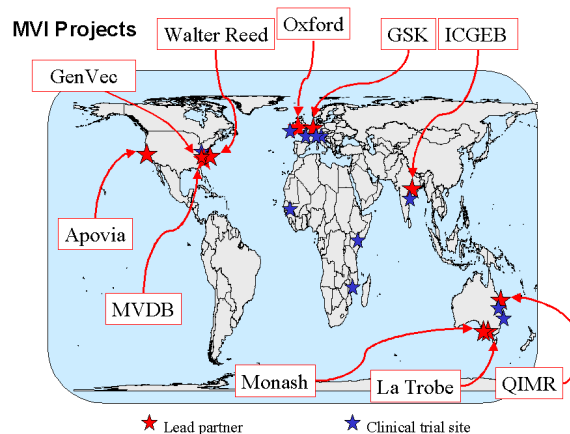 MVI Projects
Walter Reed
Oxford
GSK
ICGEB
GenVec
Apovia
MVDB
Monash
La Trobe
QIMR
Lead partner
Clinical trial site